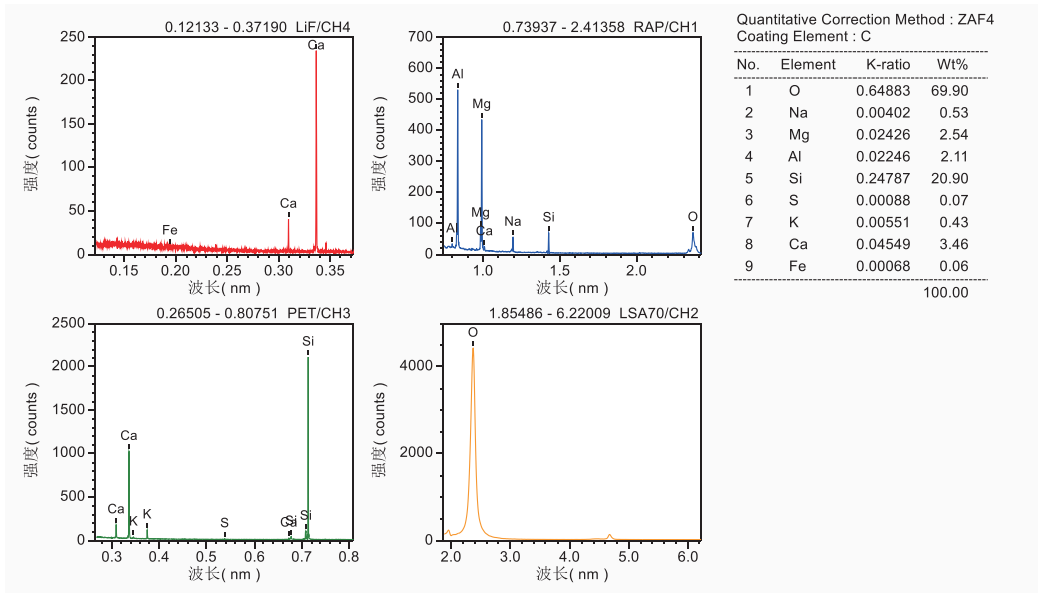 0.12133 - 0.37190 LiF/CH4
250
200
150
100
50
0
强度( counts )
Fe
Ca
Ca
0.15
0.20
0.25
0.30
0.35
波长( nm )
0.73937 - 2.41358 RAP/CH1
700
600
500
400
300
200
100
0
强度( counts )
Al
Al
Mg
Mg
Ca
Na
Si
O
1.0
1.5
2.0
波长( nm )
Quantitative Correction Method : ZAF4
Coating Element : C
No. Element K-ratio Wt%
1 O 0.64883 69.90
2 Na 0.00402 0.53
3 Mg 0.02426 2.54
4 Al 0.02246 2.11
5 Si 0.24787 20.90
6 S 0.00088 0.07
7 K 0.00551 0.43
8 Ca 0.04549 3.46
9 Fe 0.00068 0.06
100.00
0.26505 - 0.80751 PET/CH3
2500
2000
1500
1000
500
0
强度( counts )
Ca
Ca
K
K
S
Ca
Si
Si
Si
0.3
0.4
0.5
0.6
0.7
0.8
波长( nm )
1.85486 - 6.22009 LSA70/CH2
4000
2000
0
强度( counts )
O
2.0
3.0
4.0
5.0
6.0
波长( nm )